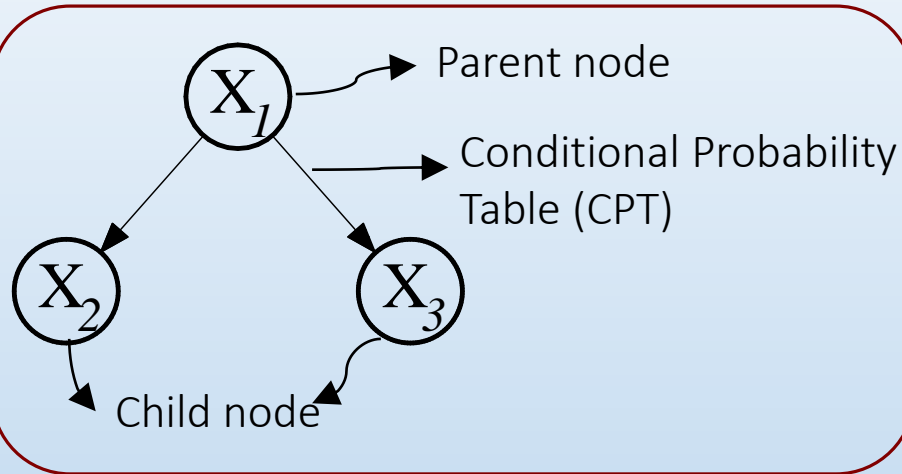 X1
Parent node
Conditional Probability
Table (CPT)
X2
X3
Child node